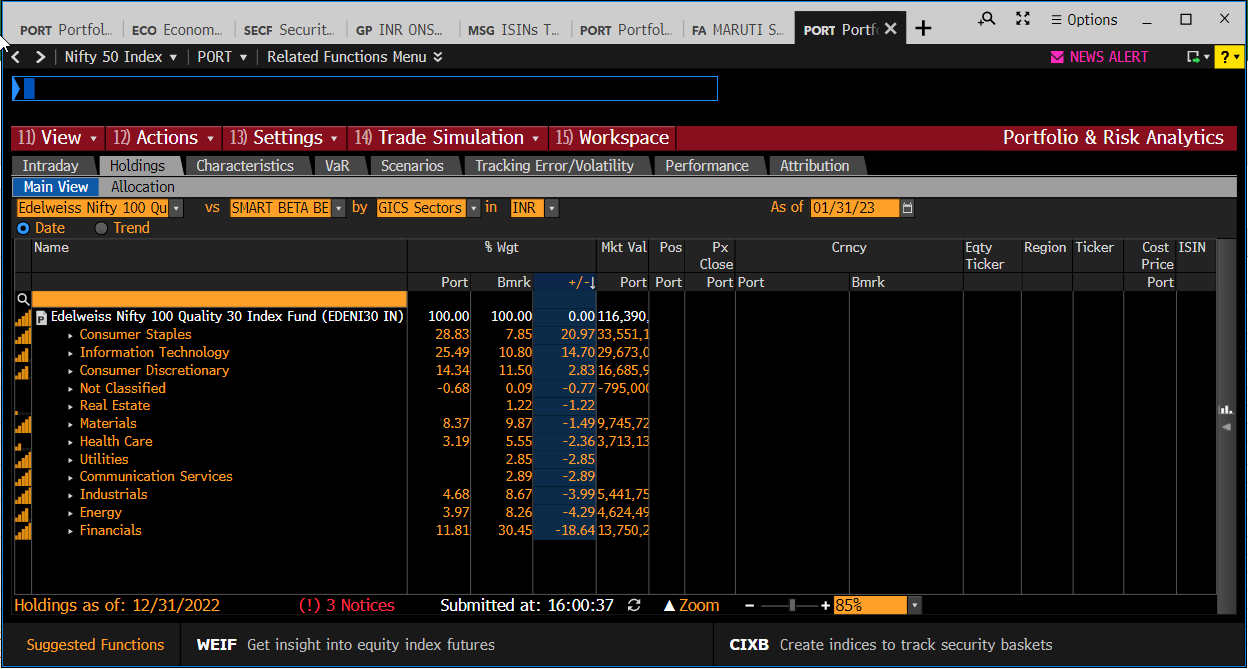 PORT Portfol... ECO Econom... SECF Securit... GP INR ONS... MSG ISINs T... PORT Portfol... FA MARUTI S... PORT Portf Options
Nifty 50 Index PORT Related Functions Menu NEWS ALERT ?
11) View 12) Actions 13) Settings 14) Trade Simulation 15) Workspace Portfolio & Risk Analytics
Intraday Holdings Characteristics VaR Scenarios Tracking Error/Volatility Performance Attribution
Main View Allocation
Edelweiss Nifty 100 Qu vs SMART BETA BE by GICS Sectors in INR As of 01/31/23
Date Trend
Name % Wgt Mkt Val Pos Px Close Crncy Eqty Ticker Region Ticker Cost Price ISIN
Port Bmrk +/-↓ Port Port Port Port Bmrk Port
Edelweiss Nifty 100 Quality 30 Index Fund (EDENI30 IN) 100.00 100.00 0.00 116,390,
Consumer Staples 28.83 7.85 20.97 33,551,1
Information Technology 25.49 10.80 14.70 29,673,0
Consumer Discretionary 14.34 11.50 2.83 16,685,9
Not Classified -0.68 0.09 -0.77 -795,000
Real Estate 1.22 -1.22
Materials 8.37 9.87 -1.49 9,745,72
Health Care 3.19 5.55 -2.36 3,713,13
Utilities 2.85 -2.85
Communication Services 2.89 -2.89
Industrials 4.68 8.67 -3.99 5,441,75
Energy 3.97 8.26 -4.29 4,624,49
Financials 11.81 30.45 -18.64 13,750,2
Holdings as of: 12/31/2022 (!) 3 Notices Submitted at: 16:00:37 Zoom - + 85%
Suggested Functions WEIF Get insight into equity index futures CIXB Create indices to track security baskets